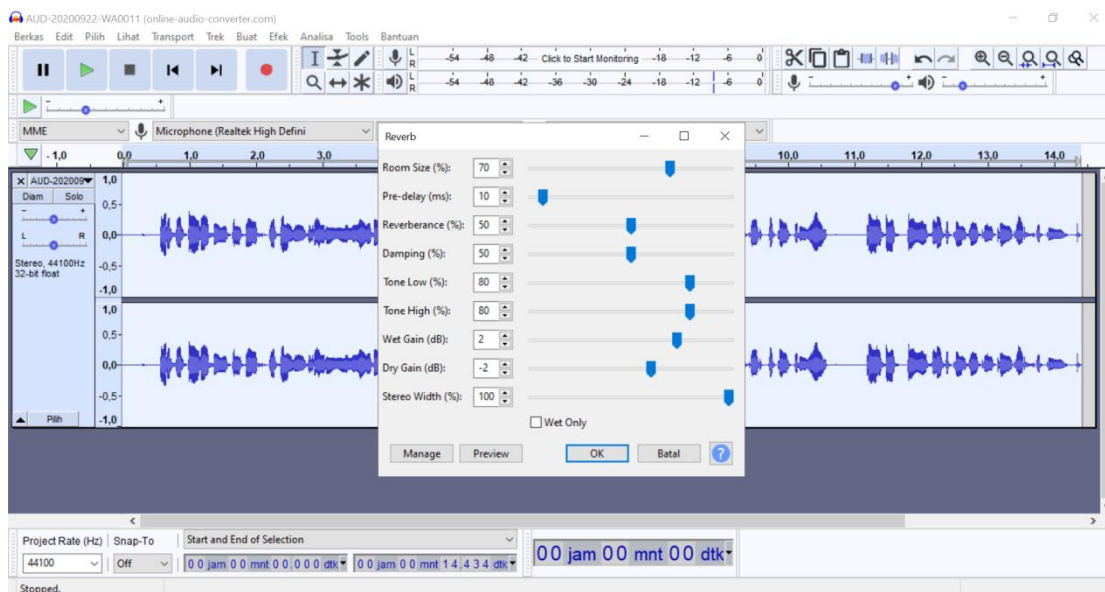 AUD-20200922-WA0011 (online-audio-converter.com)
Berkas Edit Pilih Lihat Transport Trek Buat Efek Analisa Tools Bantuan
L R -54 -48 -42 Click to Start Monitoring -18 -12 -6 0
L R -54 -48 -42 -36 -30 -24 -18 -12 -6 0
MME Microphone (Realtek High Defini
- 1,0 0,0 1,0 2,0 3,0 10,0 11,0 12,0 13,0 14,0
AUD-202009
Diam Solo
- +
L R
Stereo, 44100Hz
32-bit float
Pilih
1,0
0,5-
0,0-
-0,5-
-1,0
1,0
0,5-
0,0-
-0,5-
-1,0
Reverb
Room Size (%): 70
Pre-delay (ms): 10
Reverberance (%): 50
Damping (%): 50
Tone Low (%): 80
Tone High (%): 80
Wet Gain (dB): 2
Dry Gain (dB): -2
Stereo Width (%): 100
Wet Only
Manage Preview OK Batal ?
Project Rate (Hz) Snap-To Start and End of Selection
44100 Off 0 0 jam 0 0 mnt 0 0.0 0 0 dtk 0 0 jam 0 0 mnt 1 4.4 3 4 dtk 00 jam 00 mnt 00 dtk
Stopped.